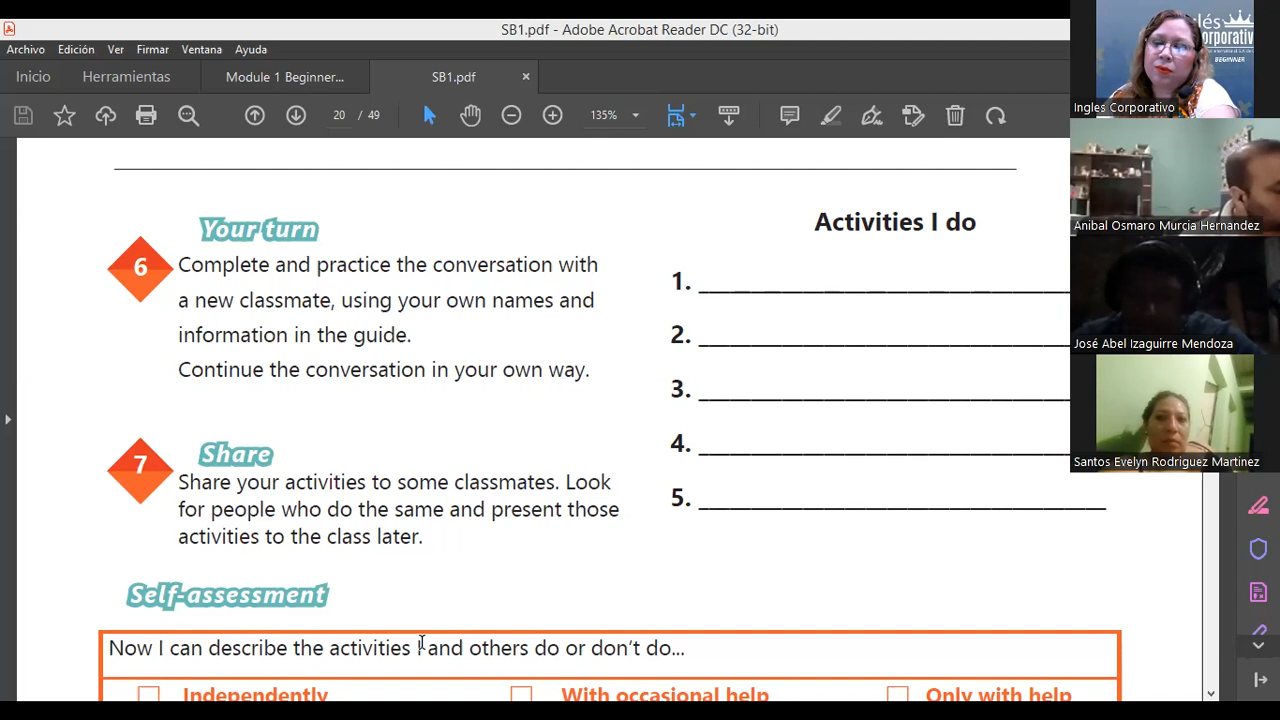 SB1.pdf - Adobe Acrobat Reader DC (32-bit)
Archivo Edición Ver Firmar Ventana Ayuda
Inicio Herramientas Module 1 Beginner... SB1.pdf ×
20 / 49 135%
Your turn
6
Complete and practice the conversation with
a new classmate, using your own names and
information in the guide.
Continue the conversation in your own way.
7
Share
Share your activities to some classmates. Look
for people who do the same and present those
activities to the class later.
Activities I do
1. ______________________
2. ______________________
3. ______________________
4. ______________________
5. ______________________
Self-assessment
Now I can describe the activities I and others do or don't do...
Independently With occasional help Only with help
BEGINNER
Ingles Corporativo
Anibal Osmaro Murcia Hernandez
José Abel Izaguirre Mendoza
Santos Evelyn Rodriguez Martinez